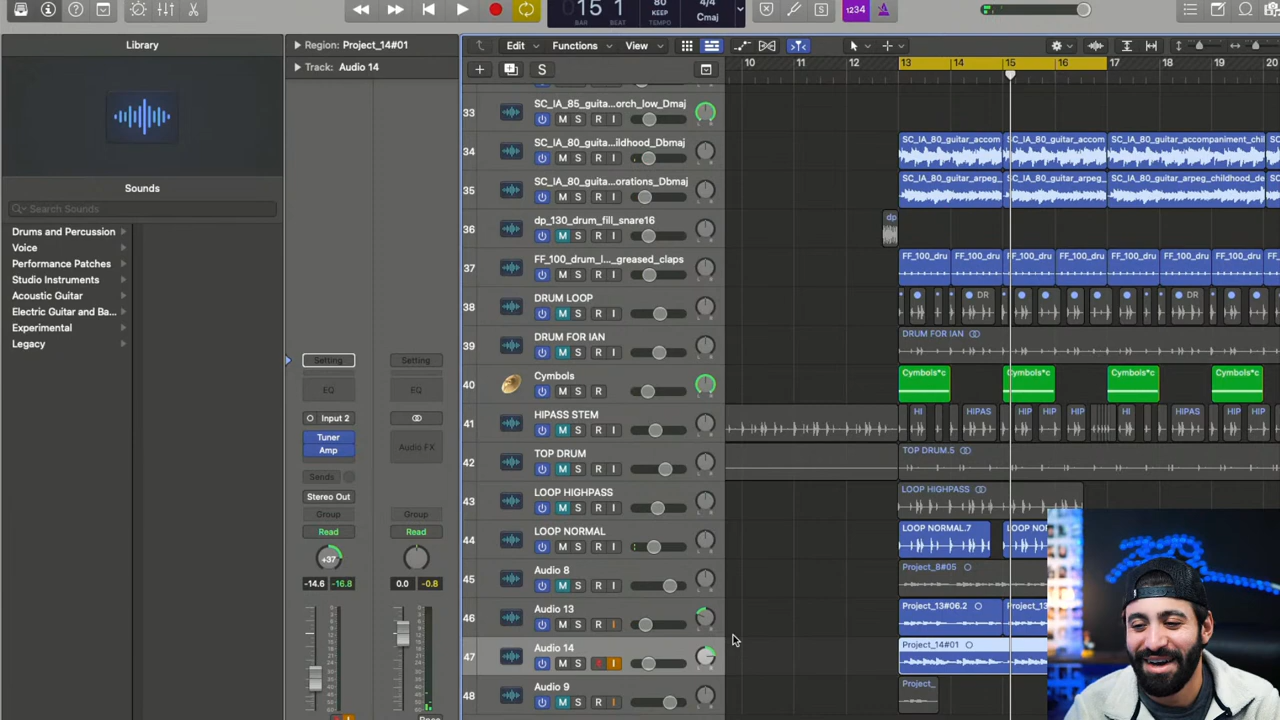 15 1
BAR BEAT
80
KEEP
TEMPO
4/4
Cmaj
1234
Library
Sounds
Search Sounds
Drums and Percussion
Voice
Performance Patches
Studio Instruments
Acoustic Guitar
Electric Guitar and Ba...
Experimental
Legacy
Region: Project_14#01
Track: Audio 14
Setting Setting
EQ EQ
Input 2
Tuner
Amp
Audio FX
Sends
Stereo Out
Group Group
Read Read
+37
-14.6 -16.8 0.0 -0.8
Edit Functions View
S
10 11 12 13 14 15 16 17 18 19 20
33 SC_IA_85_guita...orch_low_Dmaj
M S R I
34 SC_IA_80_guita...ildhood_Dbmaj
M S R I
SC_IA_80_guitar_accom SC_IA_80_guitar_accom SC_IA_80_guitar_accompaniment_chil
35 SC_IA_80_guita...orations_Dbmaj
M S R I
SC_IA_80_guitar_arpeg_ SC_IA_80_guitar_arpeg_ SC_IA_80_guitar_arpeg_childhood_de
36 dp_130_drum_fill_snare16
M S R I
dp
37 FF_100_dru_l..._greased_claps
M S R I
FF_100_dru FF_100_dru FF_100_dru FF_100_dru FF_100_dru FF_100_dru FF_100_dru
38 DRUM LOOP
M S R I
DR DR
39 DRUM FOR IAN
M S R I
DRUM FOR IAN
40 Cymbols
M S R
Cymbols*c Cymbols*c Cymbols*c Cymbols*c
41 HIPASS STEM
M S R I
HI HIPAS HIP HIP HIP HI HIPAS HIP HIP
42 TOP DRUM
M S R I
TOP DRUM.5
43 LOOP HIGHPASS
M S R I
LOOP HIGHPASS
44 LOOP NORMAL
M S R I
LOOP NORMAL.7 LOOP NOR
45 Audio 8
M S R I
Project_8#05
46 Audio 13
M S R I
Project_13#06.2 Project_13
47 Audio 14
M S R I
Project_14#01
48 Audio 9
M S R I
Project_